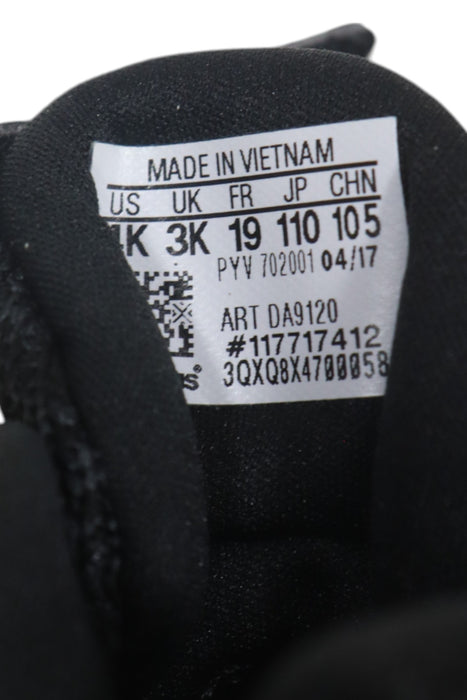 MADE IN VIETNAM
US UK FR JP CHN
4K 3K 19 110 105
PYV 702001 04/17
ART DA9120
#117717412
3QXQ8X4700058